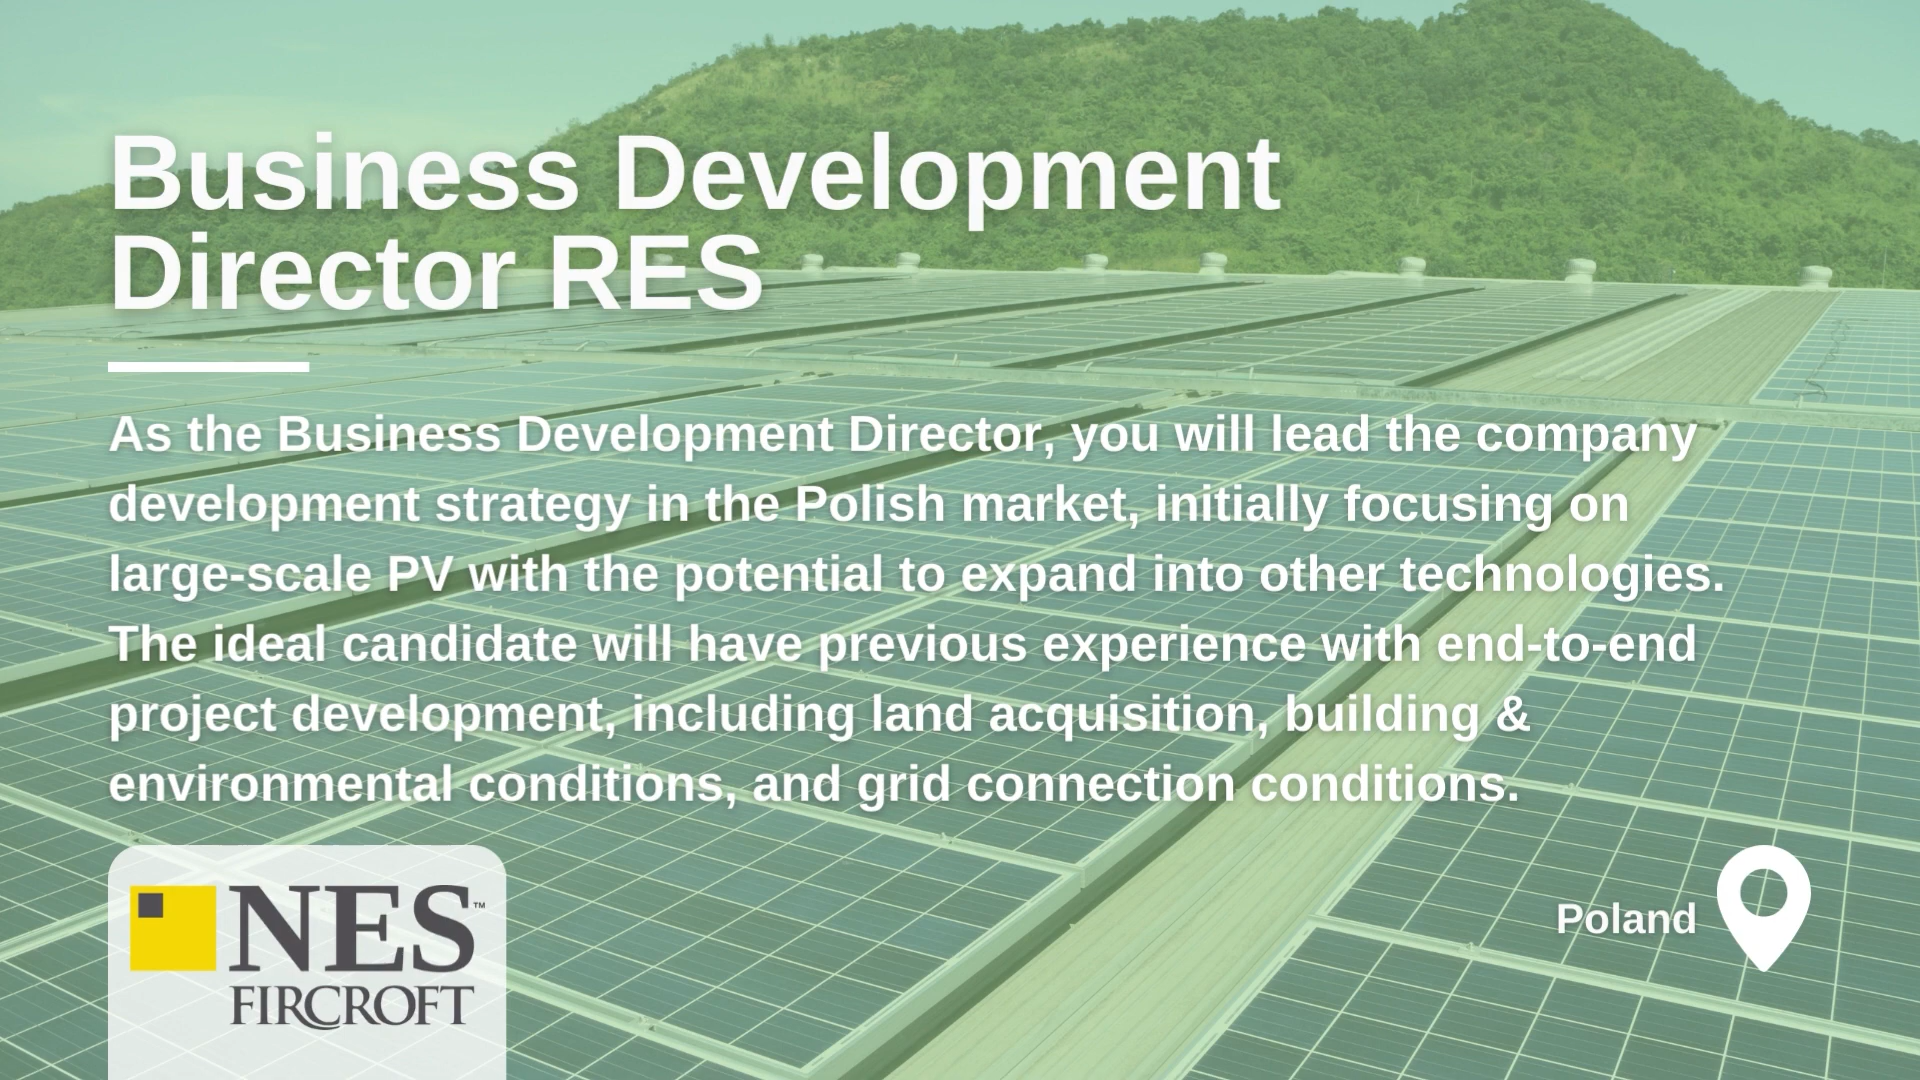 Business Development
Director RES
As the Business Development Director, you will lead the company
development strategy in the Polish market, initially focusing on
large-scale PV with the potential to expand into other technologies.
The ideal candidate will have previous experience with end-to-end
project development, including land acquisition, building &
environmental conditions, and grid connection conditions.
NES™
FIRCROFT
Poland